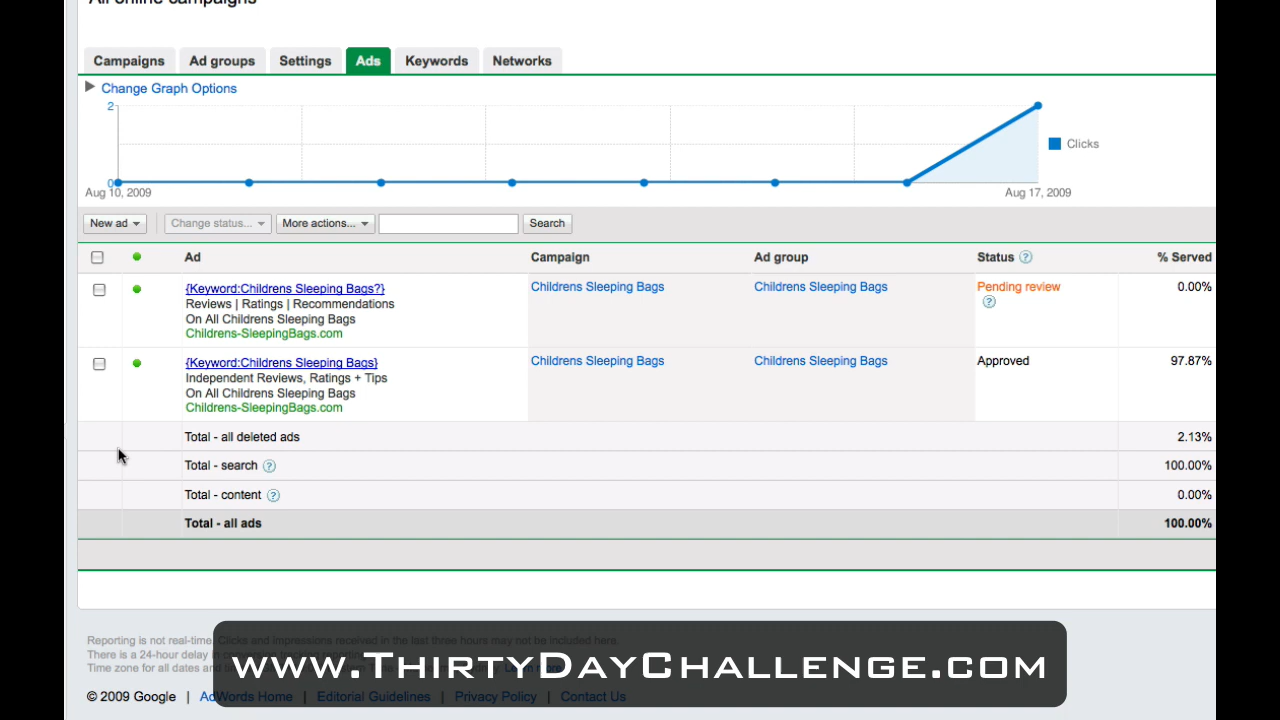 All online campaigns
Campaigns Ad groups Settings Ads Keywords Networks
Change Graph Options
2
Clicks
0
Aug 10, 2009 Aug 17, 2009
New ad Change status... More actions... Search
Ad Campaign Ad group Status ? % Served
{Keyword:Childrens Sleeping Bags?} Childrens Sleeping Bags Childrens Sleeping Bags Pending review 0.00%
Reviews | Ratings | Recommendations ?
On All Childrens Sleeping Bags
Childrens-SleepingBags.com
{Keyword:Childrens Sleeping Bags} Childrens Sleeping Bags Childrens Sleeping Bags Approved 97.87%
Independent Reviews, Ratings + Tips
On All Childrens Sleeping Bags
Childrens-SleepingBags.com
Total - all deleted ads 2.13%
Total - search ? 100.00%
Total - content ? 0.00%
Total - all ads 100.00%
Reporting is not real-time. Clicks and Impressions received in the last three hours may not be included here.
There is a 24-hour delay in conversion tracking reporting.
Time zone for all dates and
www.ThirtyDayChallenge.com
© 2009 Google | AdWords Home | Editorial Guidelines | Privacy Policy | Contact Us